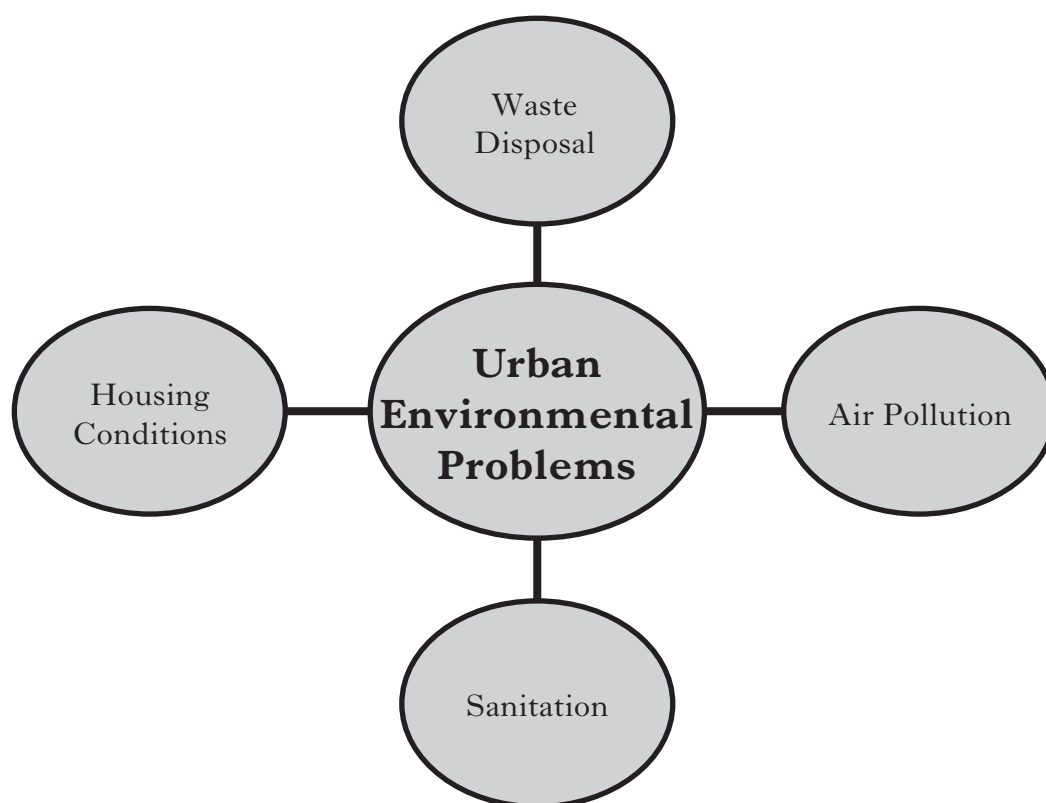 Waste
Disposal
Housing
Conditions
Urban
Environmental
Problems
Air Pollution
Sanitation